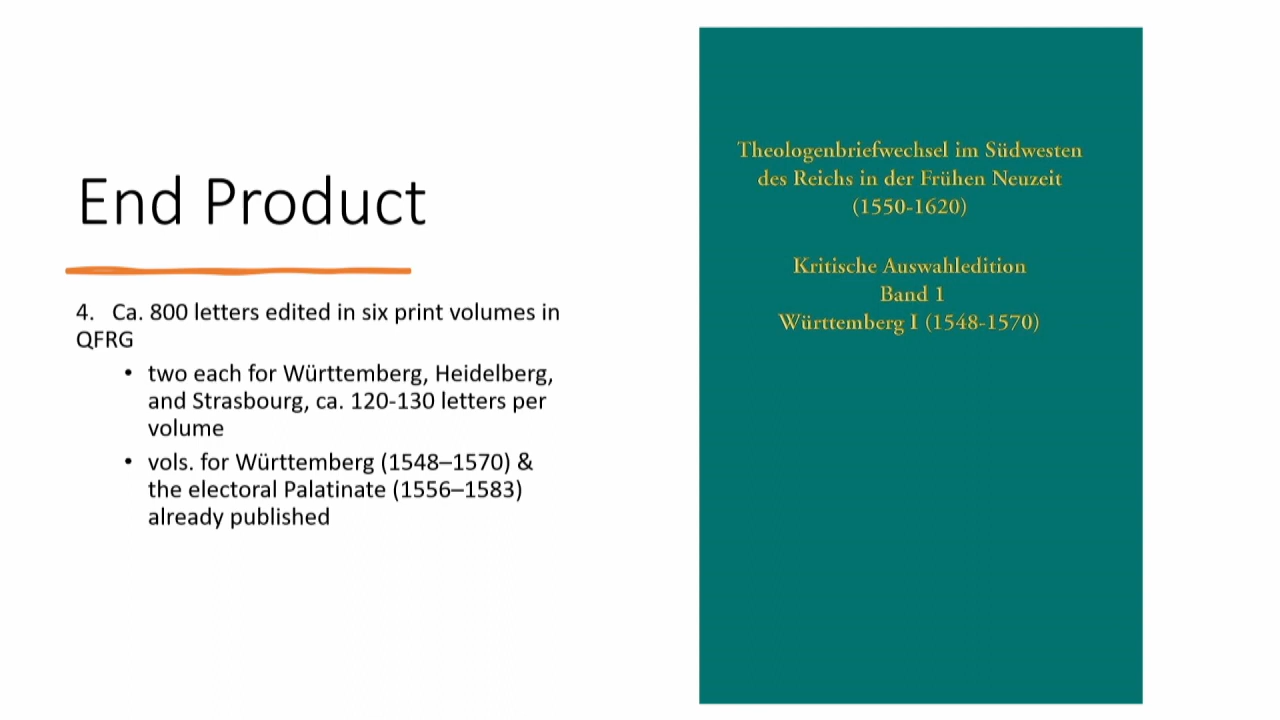 End Product
4. Ca. 800 letters edited in six print volumes in
QFRG
• two each for Württemberg, Heidelberg,
and Strasbourg, ca. 120-130 letters per
volume
• vols. for Württemberg (1548–1570) &
the electoral Palatinate (1556–1583)
already published
Theologenbriefwechsel im Südwesten
des Reichs in der Frühen Neuzeit
(1550-1620)
Kritische Auswahledition
Band 1
Württemberg I (1548-1570)